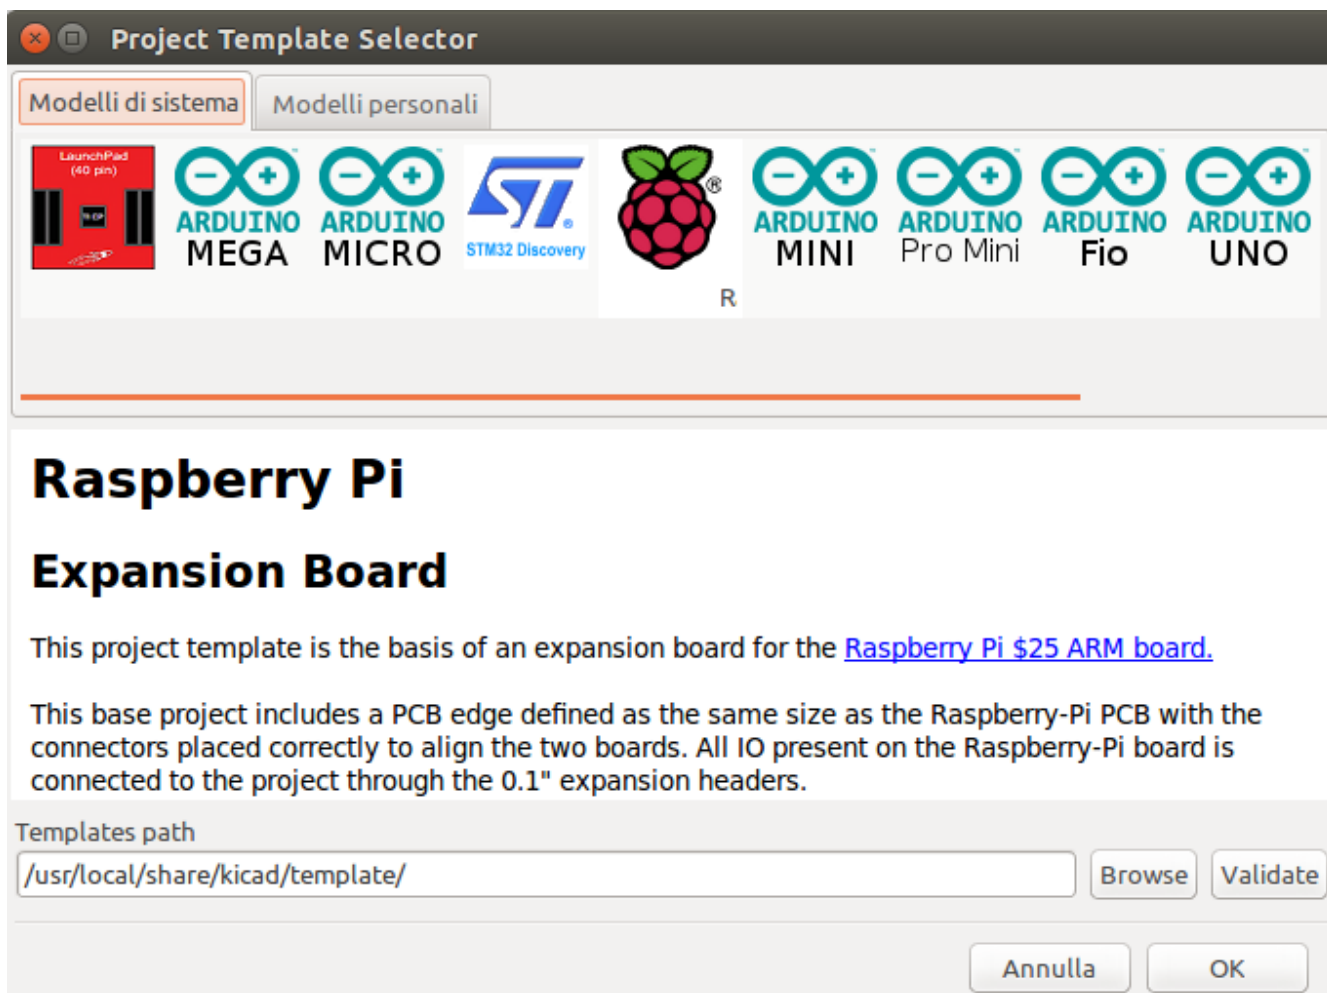 Project Template Selector
Modelli di sistema
Modelli personali
LaunchPad
(40 pin)
ARDUINO
MEGA
ARDUINO
MICRO
STM32 Discovery
®
R
ARDUINO
MINI
ARDUINO
Pro Mini
ARDUINO
Fio
ARDUINO
UNO
Raspberry Pi
Expansion Board
This project template is the basis of an expansion board for the Raspberry Pi $25 ARM board.
This base project includes a PCB edge defined as the same size as the Raspberry-Pi PCB with the
connectors placed correctly to align the two boards. All IO present on the Raspberry-Pi board is
connected to the project through the 0.1" expansion headers.
Templates path
/usr/local/share/kicad/template/
Browse
Validate
Annulla
OK